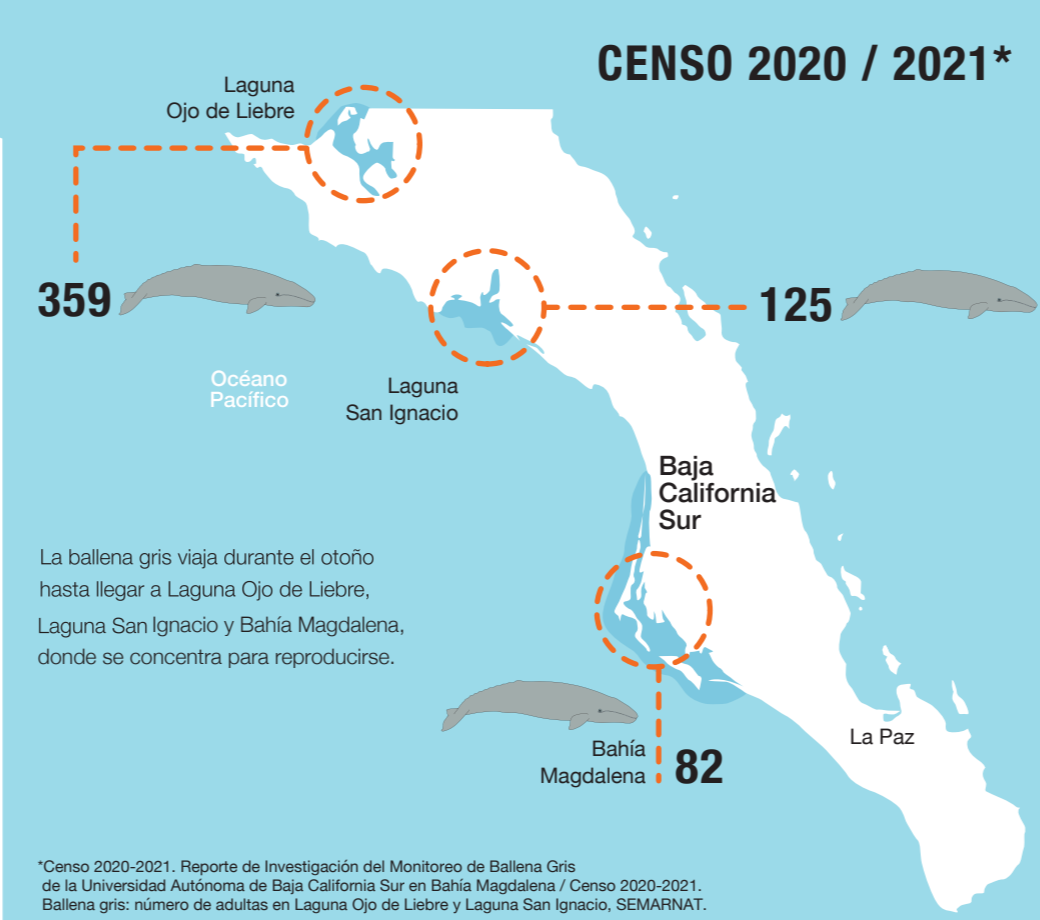 CENSO 2020 / 2021*
Laguna
Ojo de Liebre
359
125
Océano
Pacífico
Laguna
San Ignacio
Baja
California
Sur
La ballena gris viaja durante el otoño
hasta llegar a Laguna Ojo de Liebre,
Laguna San Ignacio y Bahía Magdalena,
donde se concentra para reproducirse.
La Paz
Bahía
Magdalena
82
*Censo 2020-2021. Reporte de Investigación del Monitoreo de Ballena Gris
de la Universidad Autónoma de Baja California Sur en Bahía Magdalena / Censo 2020-2021.
Ballena gris: número de adultas en Laguna Ojo de Liebre y Laguna San Ignacio, SEMARNAT.